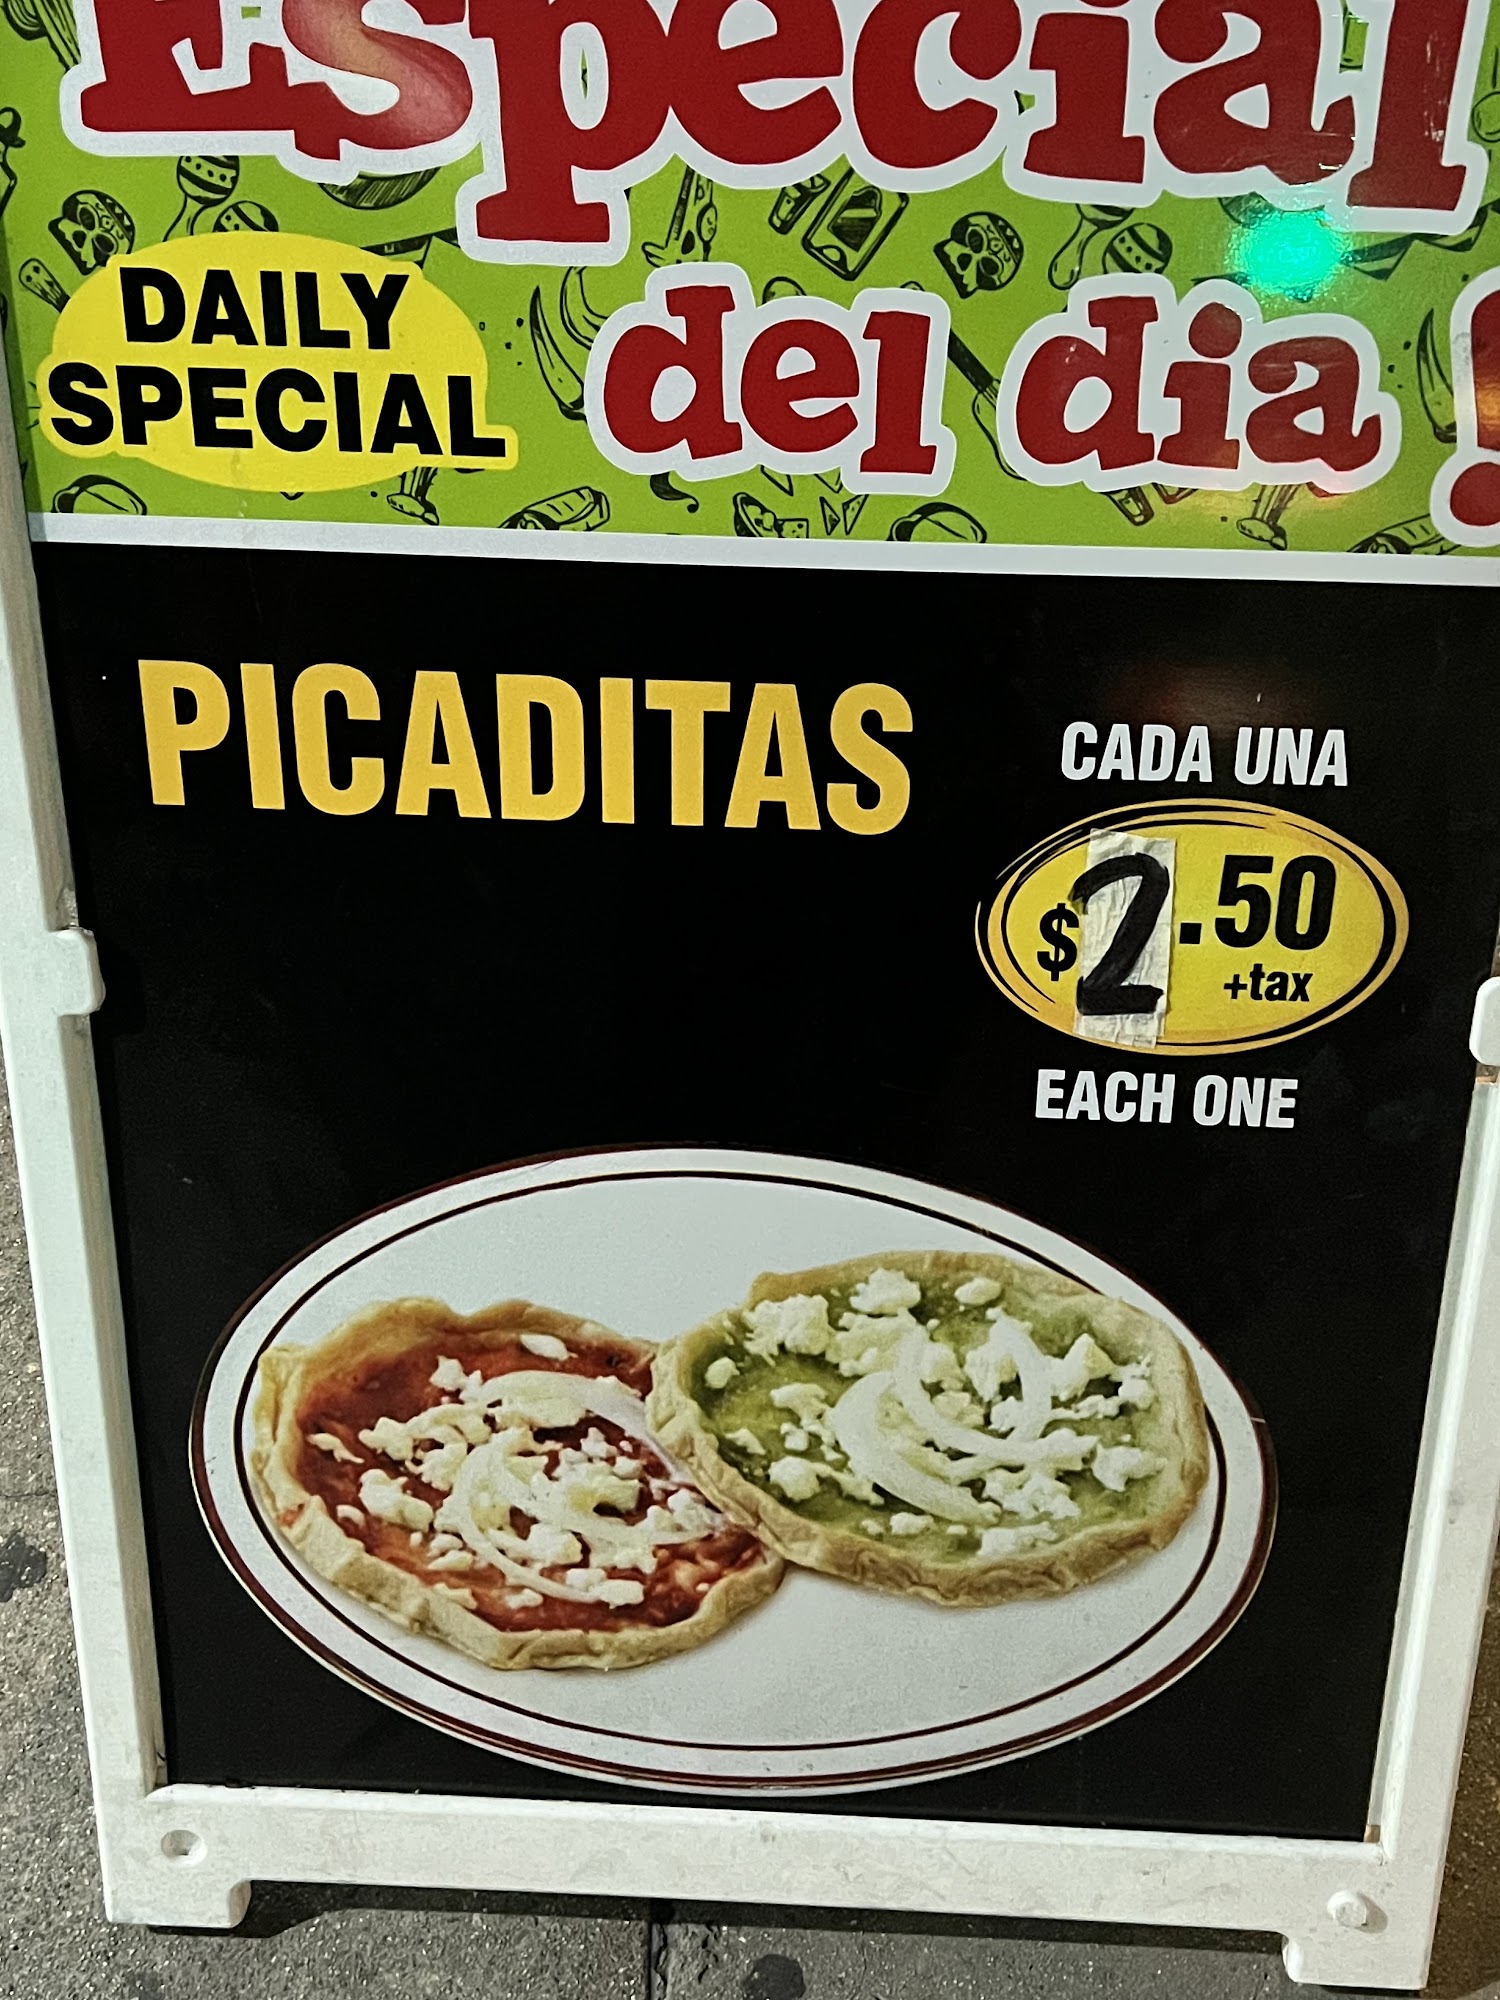 Especial
DAILY
SPECIAL
del dia !
PICADITAS
CADA UNA
$2.50
+tax
EACH ONE